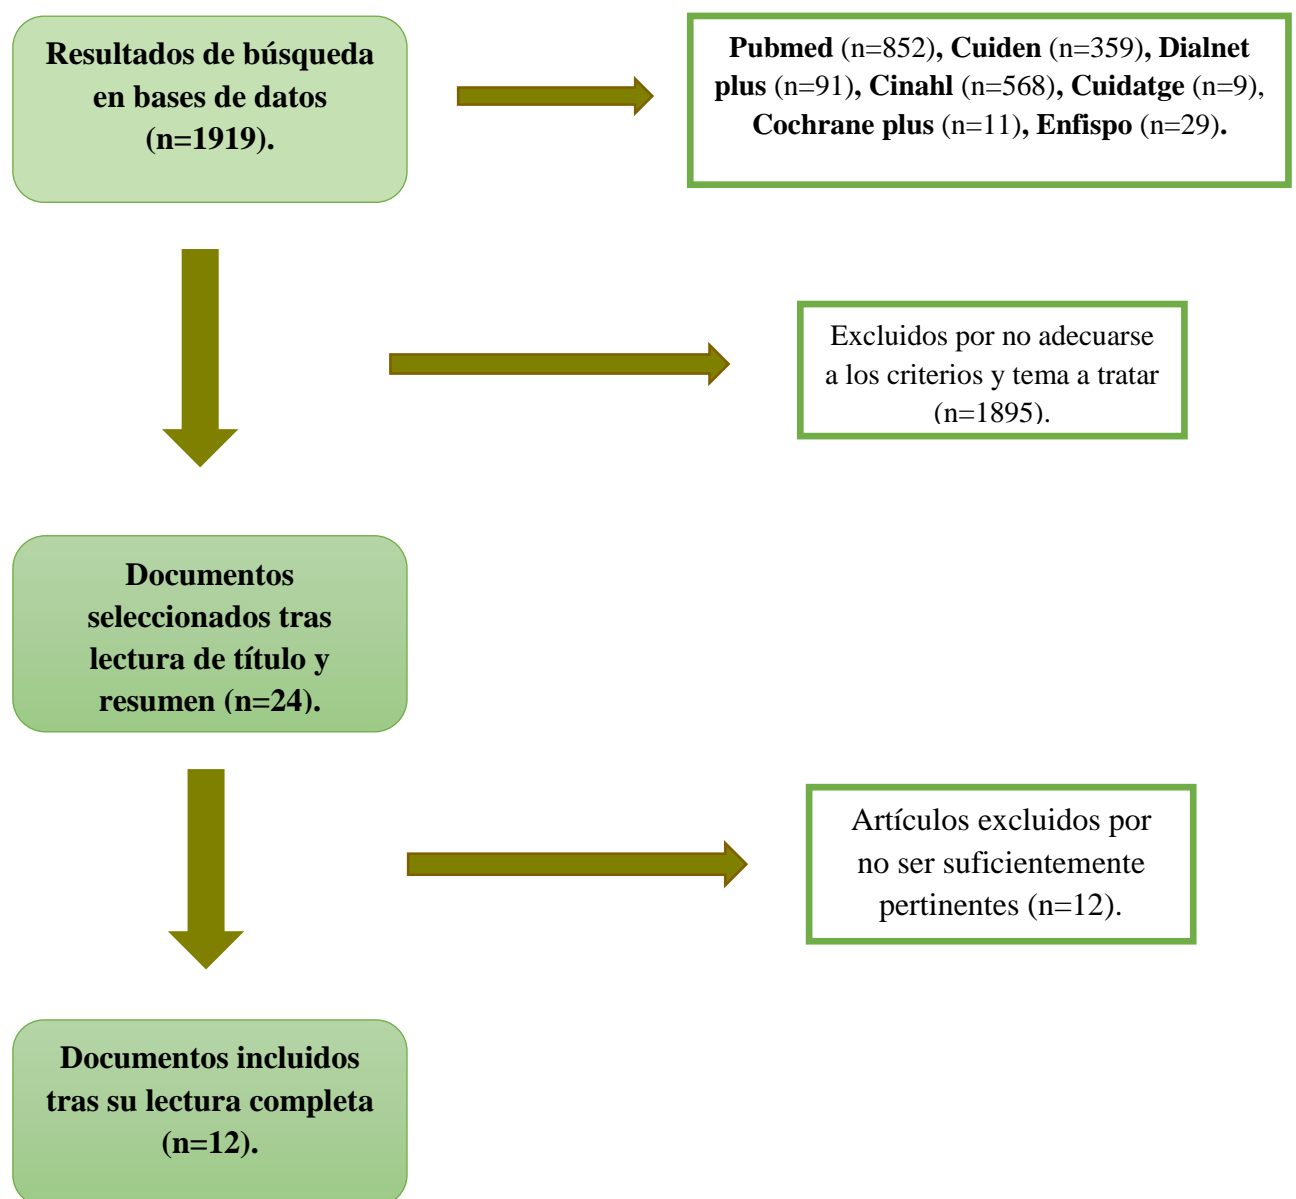 Resultados de búsqueda
en bases de datos
(n=1919).
Pubmed (n=852), Cuiden (n=359), Dialnet
plus (n=91), Cinahl (n=568), Cuidatge (n=9),
Cochrane plus (n=11), Enfispo (n=29).
Excluidos por no adecuarse
a los criterios y tema a tratar
(n=1895).
Documentos
seleccionados tras
lectura de título y
resumen (n=24).
Artículos excluidos por
no ser suficientemente
pertinentes (n=12).
Documentos incluidos
tras su lectura completa
(n=12).